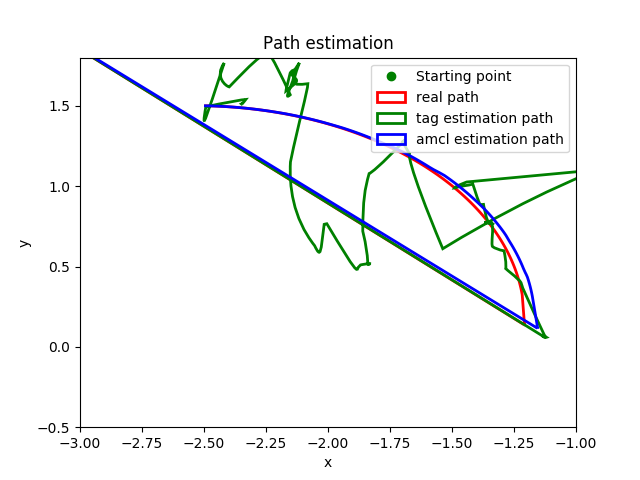 Path estimation
Starting point
real path
tag estimation path
amcl estimation path
y
1.5
1.0
0.5
0.0
−0.5
−3.00 −2.75 −2.50 −2.25 −2.00 −1.75 −1.50 −1.25 −1.00
x